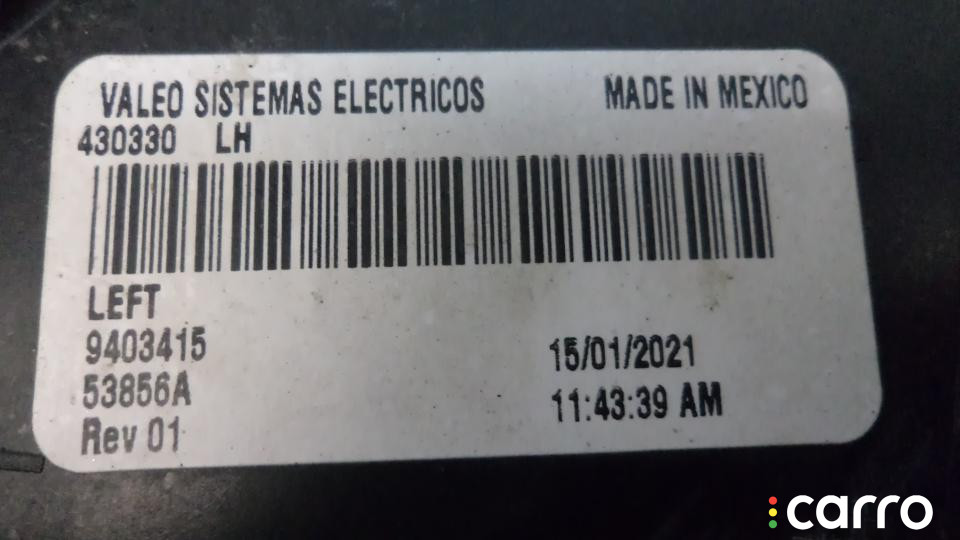 VALEO SISTEMAS ELECTRICOS MADE IN MEXICO
430330 LH
LEFT
9403415 15/01/2021
53856A 11:43:39 AM
Rev 01
carro